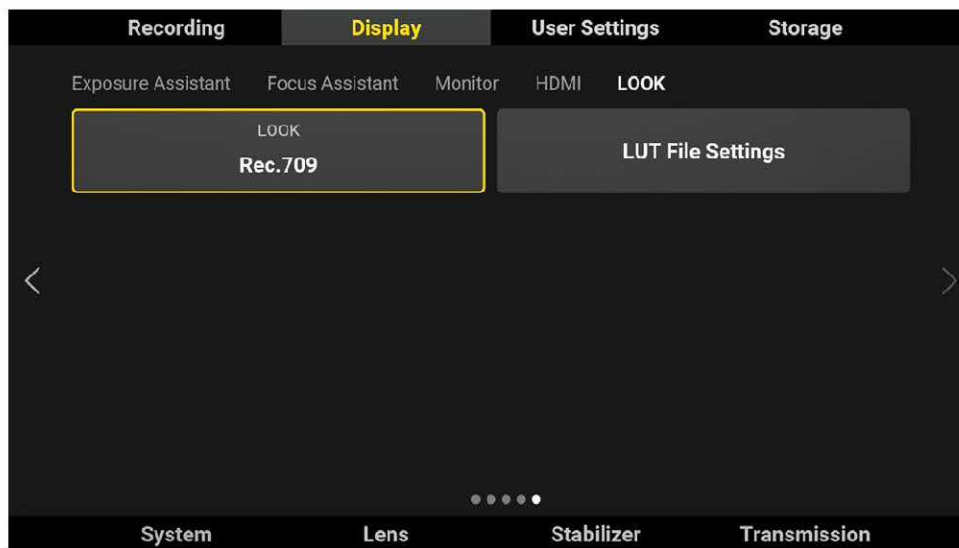 Recording Display User Settings Storage
Exposure Assistant Focus Assistant Monitor HDMI LOOK
LOOK
Rec.709
LUT File Settings
System Lens Stabilizer Transmission